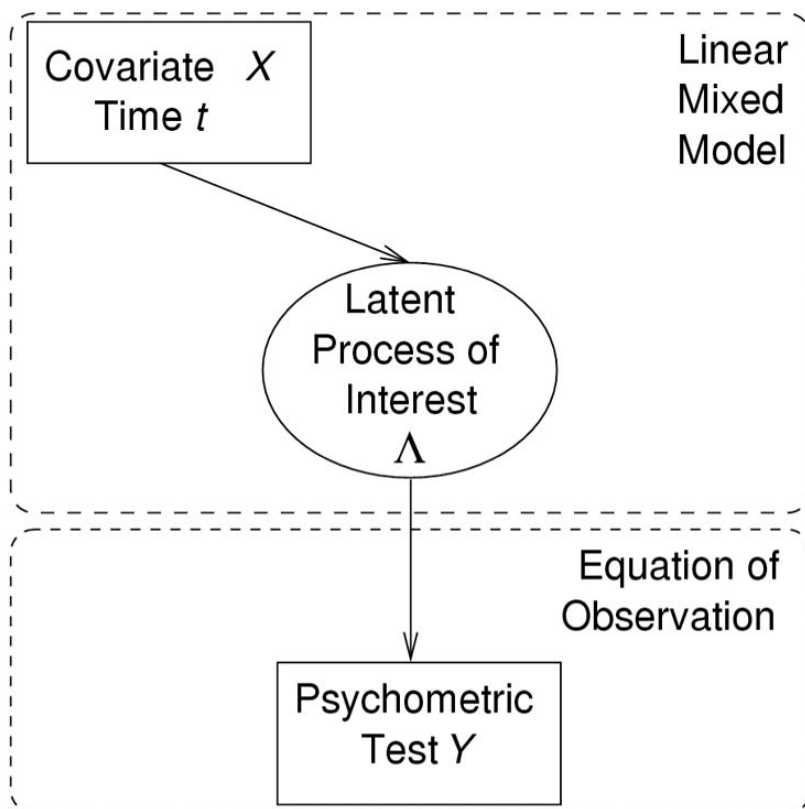 Covariate X
Time t
Linear
Mixed
Model
Latent
Process of
Interest
Λ
Equation of
Observation
Psychometric
Test Y